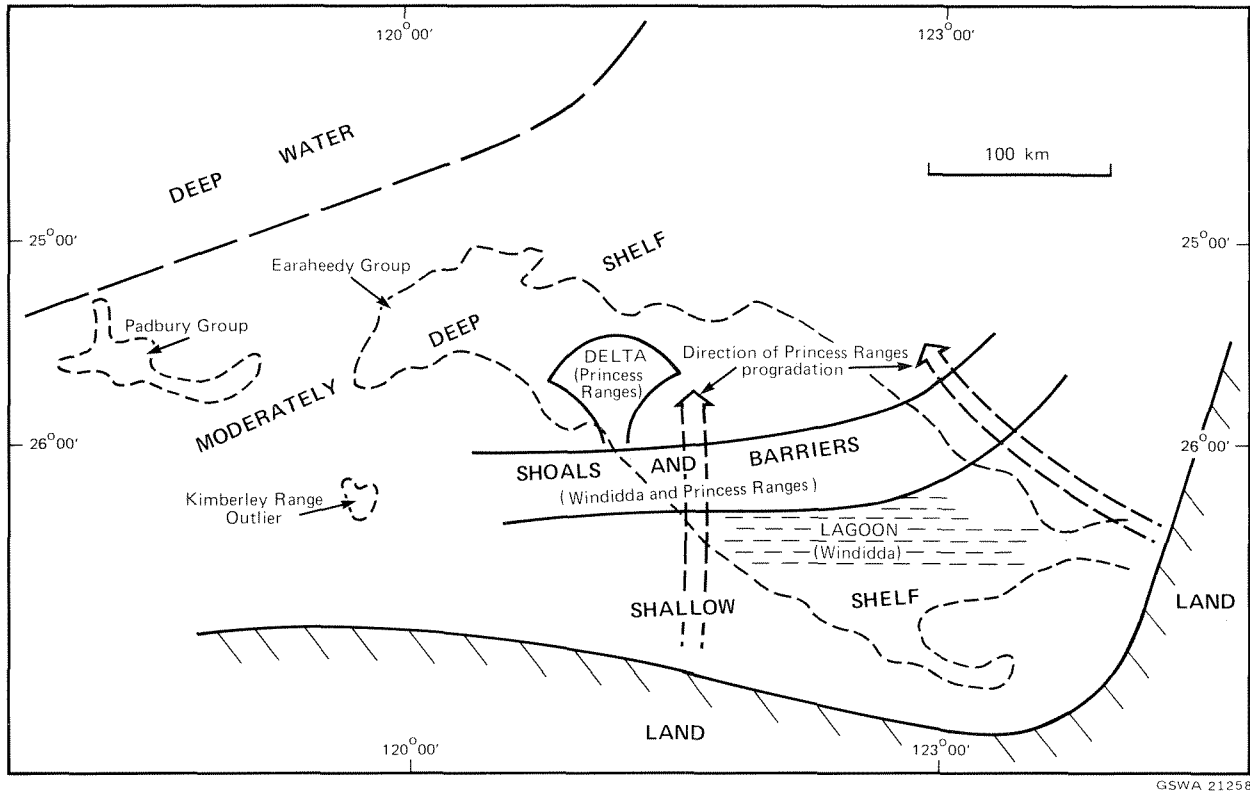 120°00'
123°00'
DEEP WATER
100 km
25°00'
25°00'
SHELF
Earaheedy Group
Padbury Group
DEEP
DELTA
(Princess
Ranges)
Direction of Princess Ranges
progradation
MODERATELY
26°00'
26°00'
SHOALS AND BARRIERS
(Windidda and Princess Ranges)
Kimberley Range
Outlier
LAGOON
(Windidda)
SHALLOW
SHELF
LAND
LAND
120°00'
123°00'
GSWA 21258